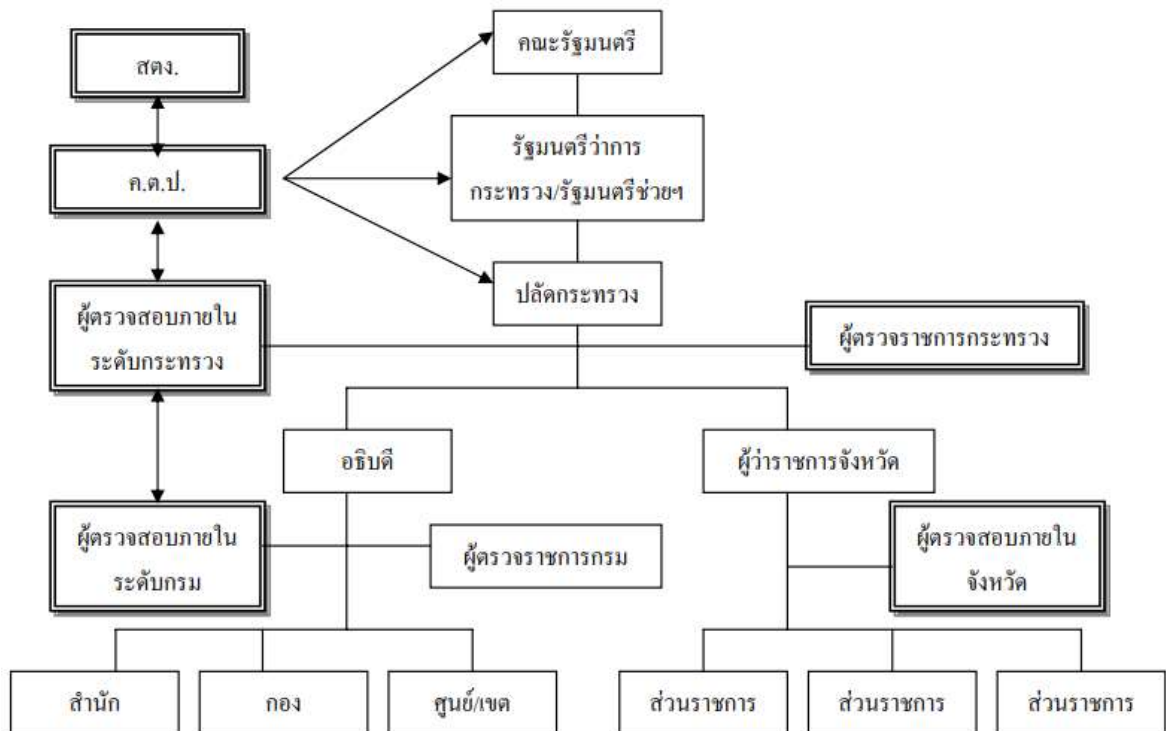 คณะรัฐมนตรี
สตง.
รัฐมนตรีว่าการ
กระทรวง/รัฐมนตรีช่วยฯ
ค.ต.ป.
ปลัดกระทรวง
ผู้ตรวจสอบภายใน
ระดับกระทรวง
ผู้ตรวจราชการกระทรวง
อธิบดี
ผู้ว่าราชการจังหวัด
ผู้ตรวจสอบภายใน
ระดับกรม
ผู้ตรวจราชการกรม
ผู้ตรวจสอบภายใน
จังหวัด
สำนัก
กอง
ศูนย์/เขต
ส่วนราชการ
ส่วนราชการ
ส่วนราชการ